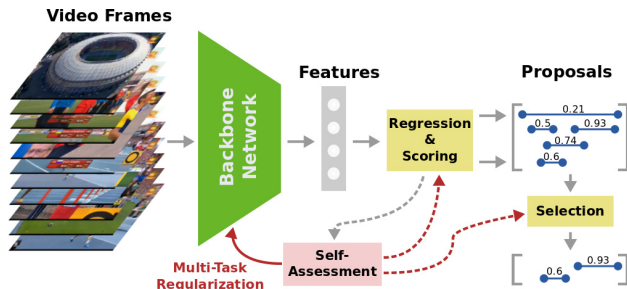 Video Frames
Backbone
Network
Features
Regression
&
Scoring
Proposals
0.21
0.5
0.93
0.74
0.6
Selection
Self-
Assessment
Multi-Task
Regularization
0.6
0.93